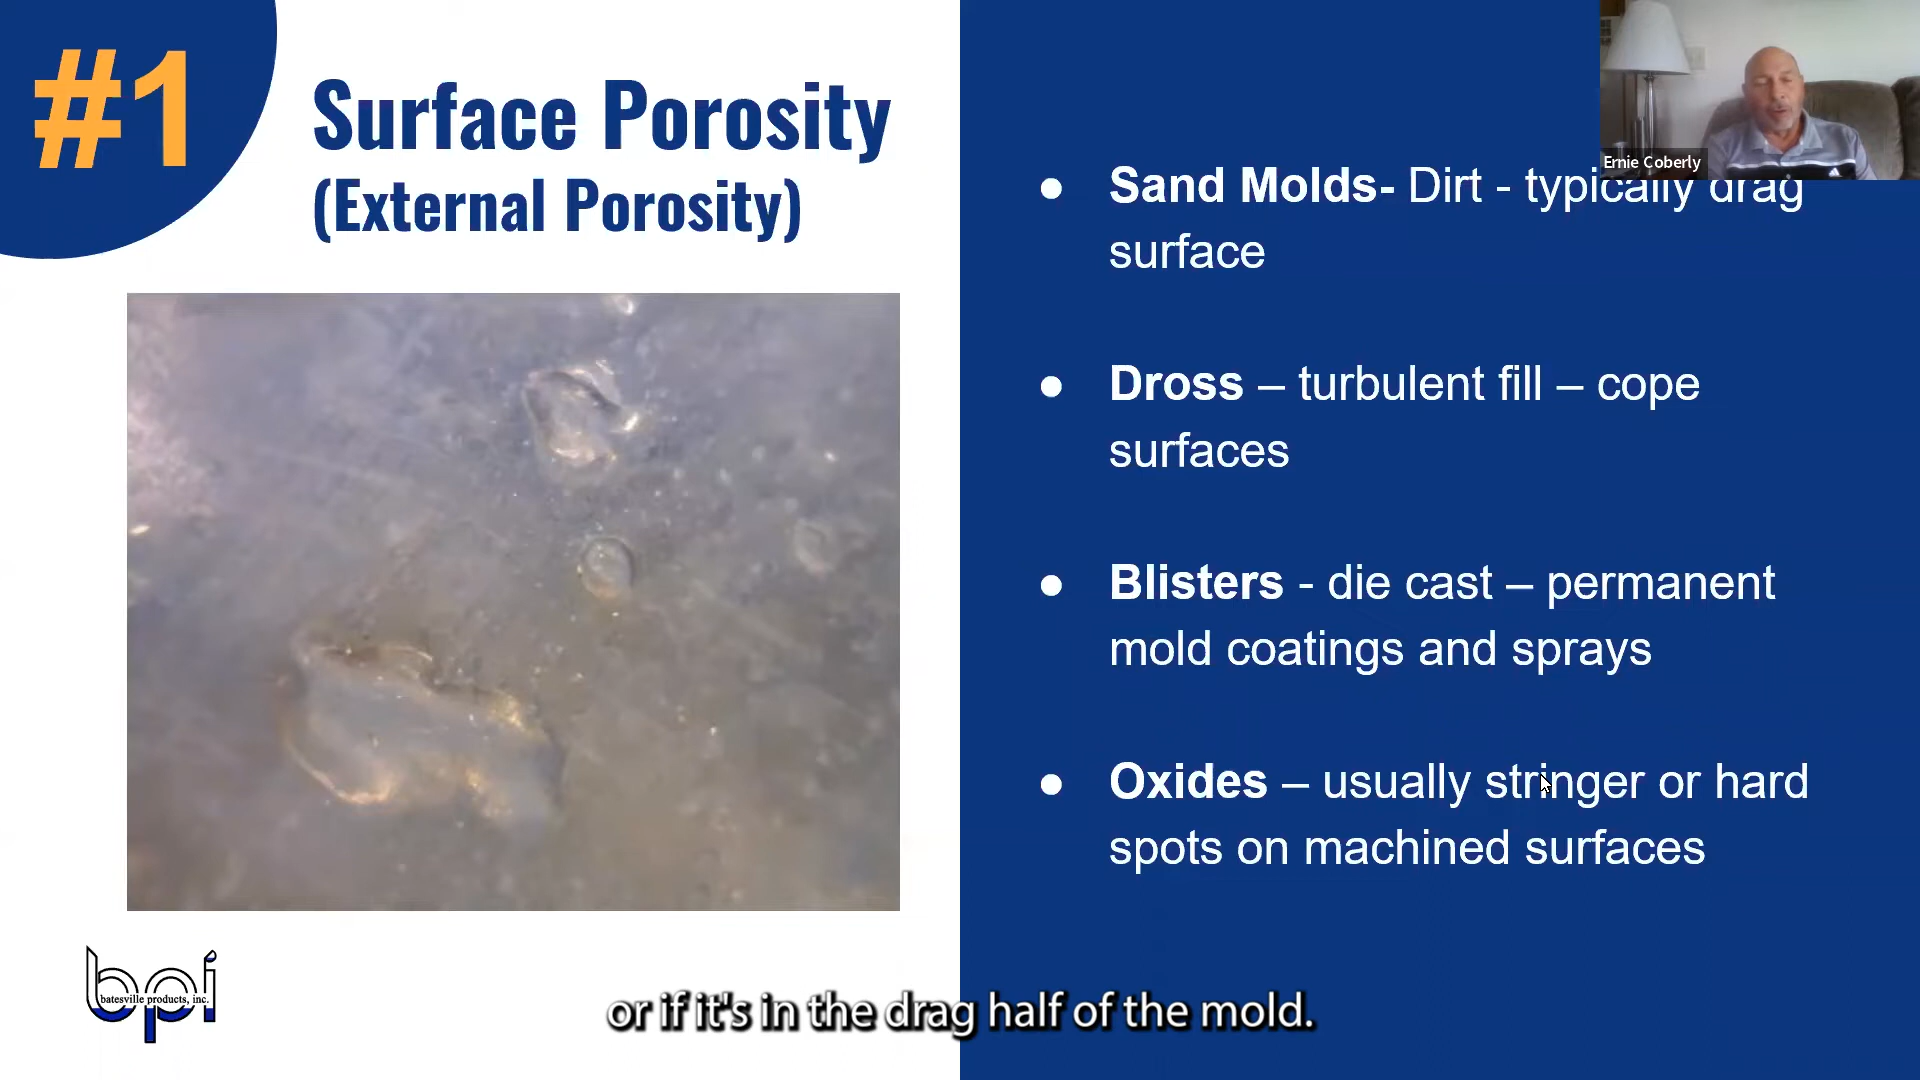 #1
Surface Porosity
(External Porosity)
Ernie Coberly
● Sand Molds- Dirt - typically drag
surface
● Dross – turbulent fill – cope
surfaces
● Blisters - die cast – permanent
mold coatings and sprays
● Oxides – usually stringer or hard
spots on machined surfaces
bpi
batesville products, inc.
or if it's in the drag half of the mold.